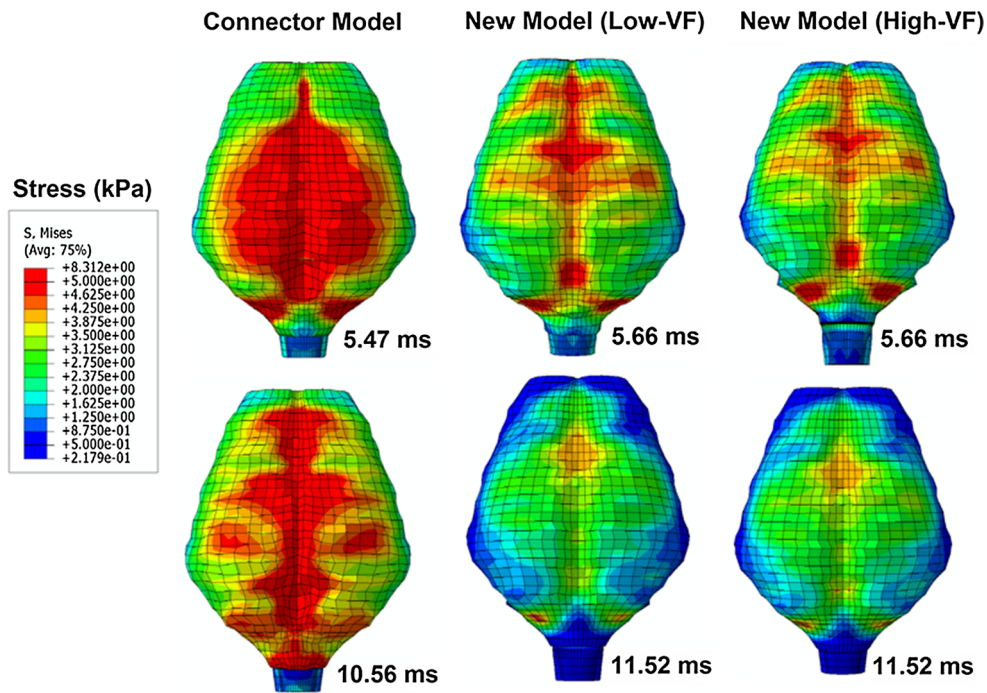 Connector Model
New Model (Low-VF)
New Model (High-VF)
Stress (kPa)
S, Mises
(Avg: 75%)
+8.312e+00
+5.000e+00
+4.625e+00
+4.250e+00
+3.875e+00
+3.500e+00
+3.125e+00
+2.750e+00
+2.375e+00
+2.000e+00
+1.625e+00
+1.250e+00
+8.750e-01
+5.000e-01
+2.179e-01
5.47 ms
5.66 ms
5.66 ms
10.56 ms
11.52 ms
11.52 ms